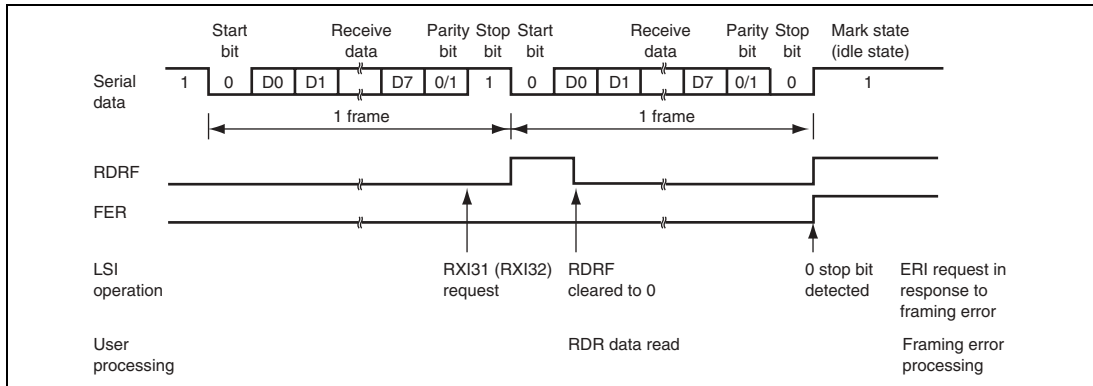 Start bit
Receive data
Parity bit
Stop bit
Start bit
Receive data
Parity bit
Stop bit
Mark state (idle state)
Serial data
1 0 D0 D1 D7 0/1 1 0 D0 D1 D7 0/1 0 1
1 frame 1 frame
RDRF
FER
LSI operation
RXI31 (RXI32) request
RDRF cleared to 0
0 stop bit detected
ERI request in response to framing error
User processing
RDR data read
Framing error processing